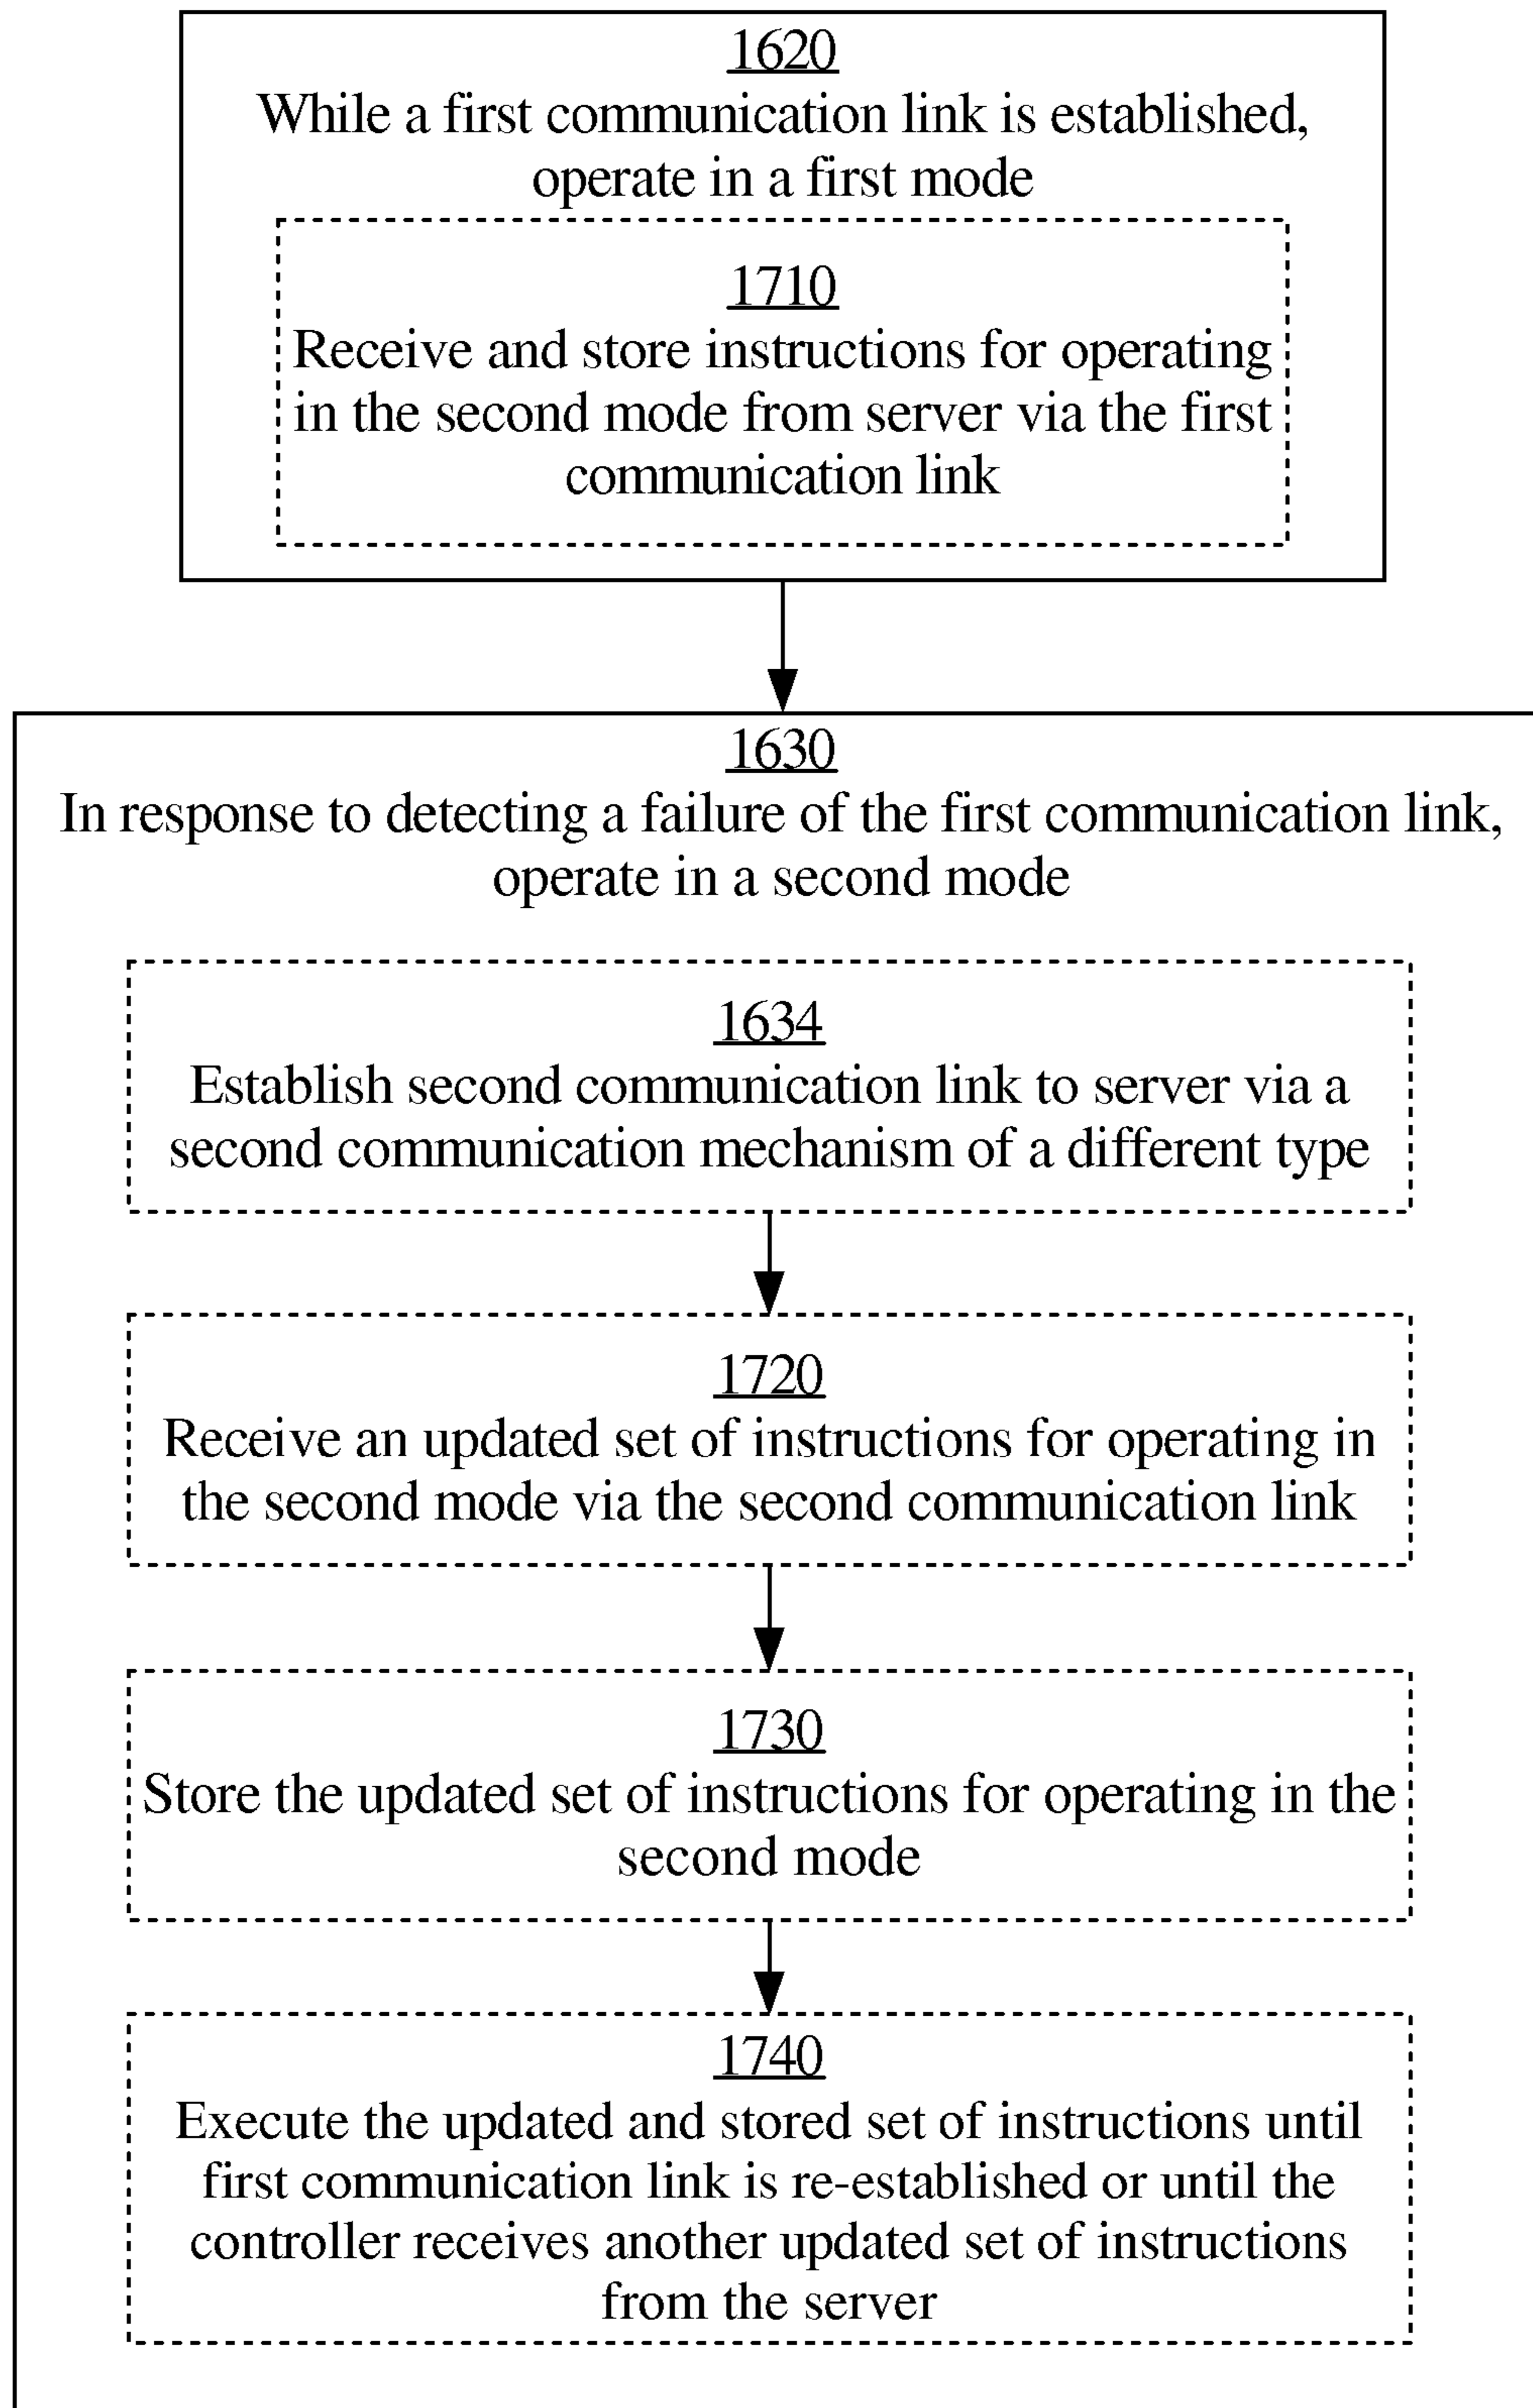 1620
While a first communication link is established,
operate in a first mode
1710
Receive and store instructions for operating
in the second mode from server via the first
communication link
1630
In response to detecting a failure of the first communication link,
operate in a second mode
1634
Establish second communication link to server via a
second communication mechanism of a different type
1720
Receive an updated set of instructions for operating in
the second mode via the second communication link
1730
Store the updated set of instructions for operating in the
second mode
1740
Execute the updated and stored set of instructions until
first communication link is re-established or until the
controller receives another updated set of instructions
from the server